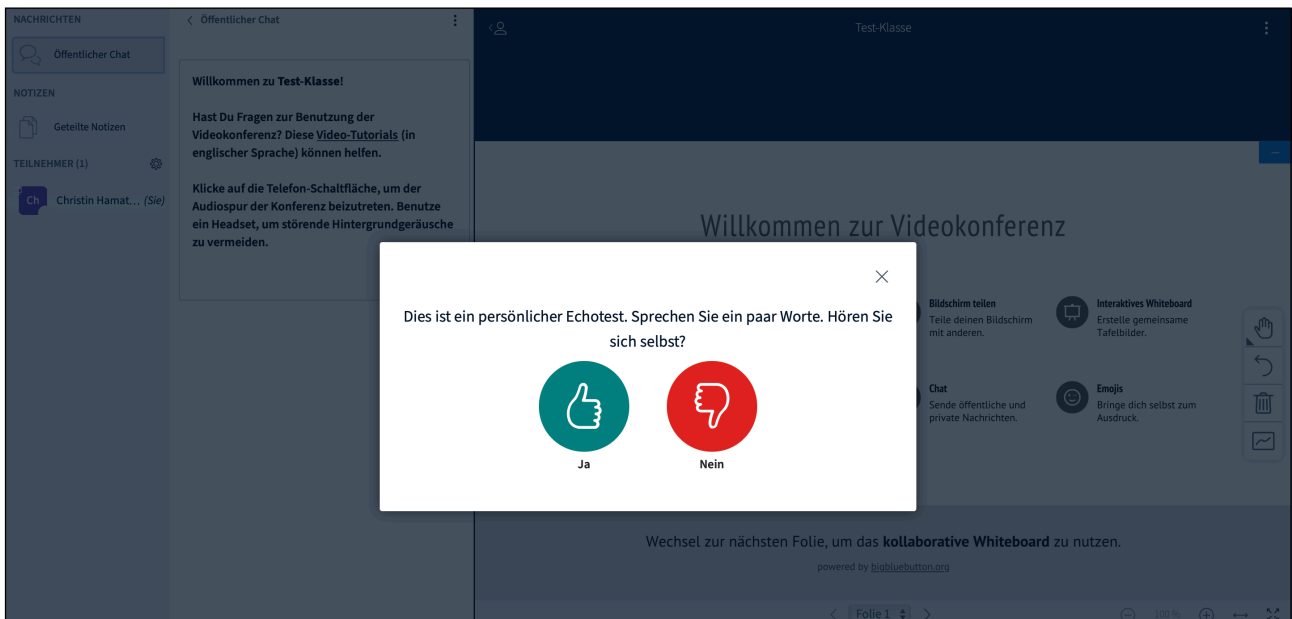 NACHRICHTEN
Öffentlicher Chat
NOTIZEN
Geteilte Notizen
TEILNEHMER (1)
Ch
Christin Hamat... (Sie)
Öffentlicher Chat
Willkommen zu Test-Klasse!
Hast Du Fragen zur Benutzung der
Videokonferenz? Diese Video-Tutorials (in
englischer Sprache) können helfen.
Klicke auf die Telefon-Schaltfläche, um der
Audiospur der Konferenz beizutreten. Benutze
ein Headset, um störende Hintergrundgeräusche
zu vermeiden.
Test-Klasse
Willkommen zur Videokonferenz
Bildschirm teilen
Teile deinen Bildschirm
mit anderen.
Interaktives Whiteboard
Erstelle gemeinsame
Tafelbilder.
Chat
Sende öffentliche und
private Nachrichten.
Emojis
Bringe dich selbst zum
Ausdruck.
Dies ist ein persönlicher Echotest. Sprechen Sie ein paar Worte. Hören Sie
sich selbst?
Ja
Nein
Wechsel zur nächsten Folie, um das kollaborative Whiteboard zu nutzen.
powered by bigbluebutton.org
Folie 1
100 %